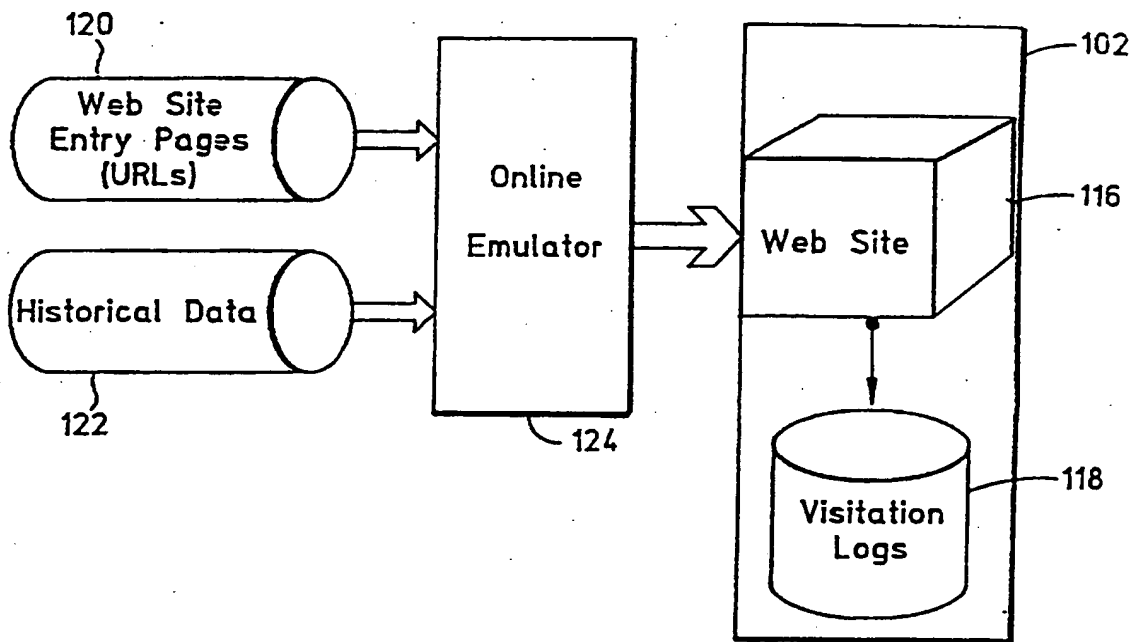 120
Web Site
Entry Pages
(URLs)
Historical Data
122
Online
Emulator
124
102
Web Site
116
Visitation
Logs
118